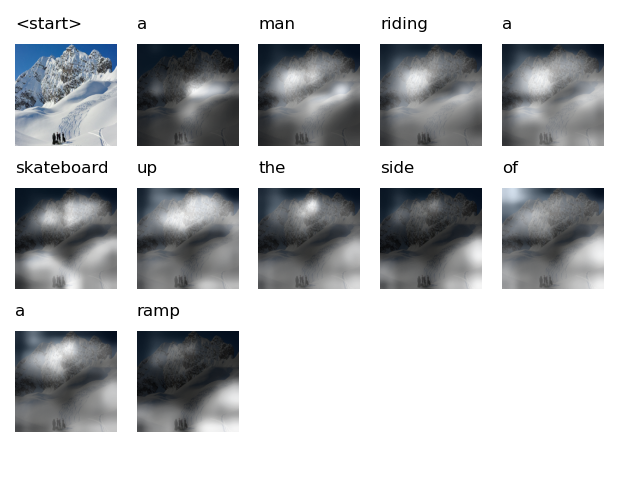 <start> a man riding a
skateboard up the side of
a ramp